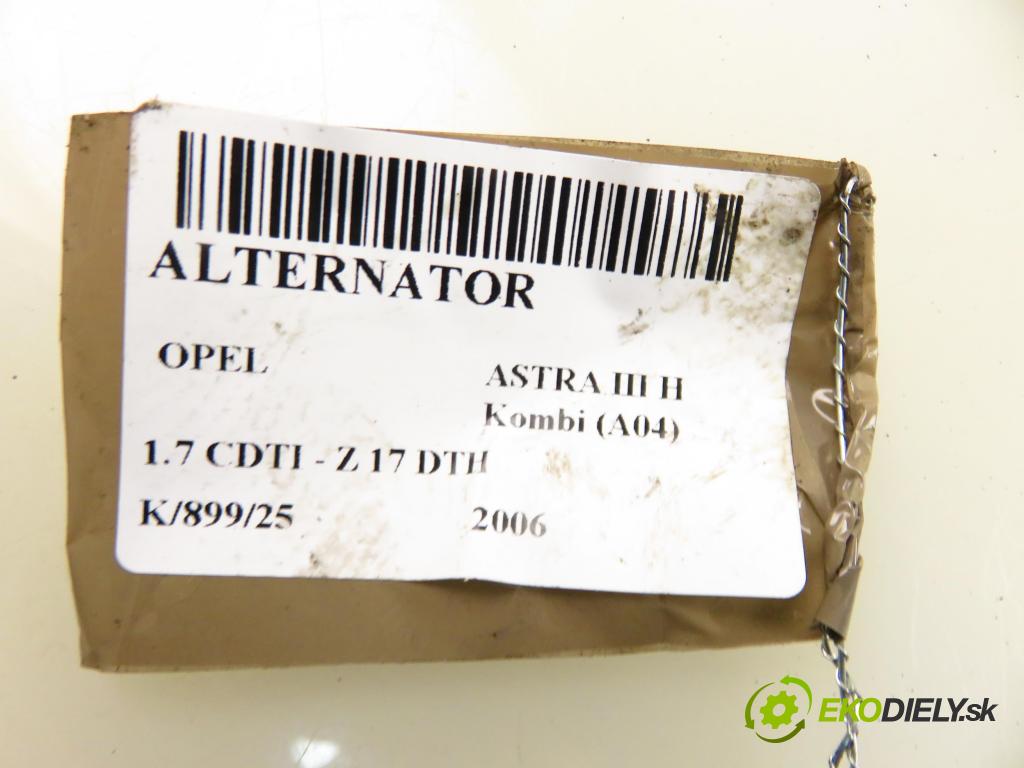 ALTERNATOR
OPEL
ASTRA III H
Kombi (A04)
1.7 CDTI - Z 17 DTH
K/899/25
2006
EKODIELY.sk